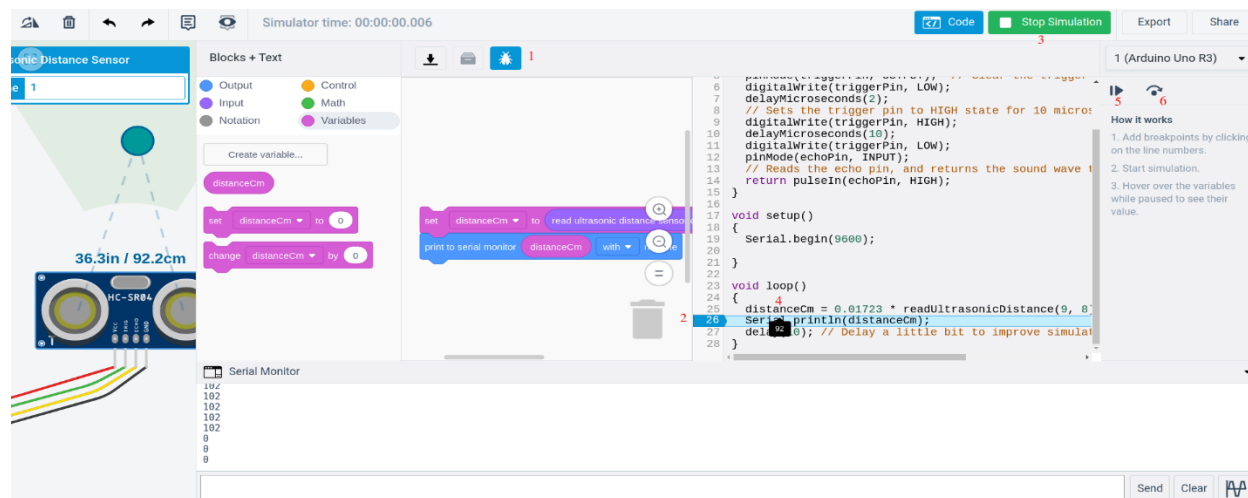 Simulator time: 00:00:00.006
Code
Stop Simulation
Export
Share
3
sonic Distance Sensor
1
36.3in / 92.2cm
HC-SR04
VCC
TRIG
ECHO
GND
1
Blocks + Text
Output
Control
Input
Math
Notation
Variables
Create variable...
distanceCm
set distanceCm to 0
change distanceCm by 0
1
set distanceCm to read ultrasonic distance
print to serial monitor distanceCm with
2
6 digitalWrite(triggerPin, LOW);
7 delayMicroseconds(2);
8 // Sets the trigger pin to HIGH state for 10 micros
9 digitalWrite(triggerPin, HIGH);
10 delayMicroseconds(10);
11 digitalWrite(triggerPin, LOW);
12 pinMode(echoPin, INPUT);
13 // Reads the echo pin, and returns the sound wave t
14 return pulseIn(echoPin, HIGH);
15 }
16
17 void setup()
18 {
19 Serial.begin(9600);
20
21 }
22
23 void loop()
24 {
4
25 distanceCm = 0.01723 * readUltrasonicDistance(9, 8)
26 Serial.println(distanceCm);
92
27 0); // Delay a little bit to improve simulat
28 }
1 (Arduino Uno R3)
5
6
How it works
1. Add breakpoints by clicking
on the line numbers.
2. Start simulation.
3. Hover over the variables
while paused to see their
value.
Serial Monitor
102
102
102
102
102
0
0
0
Send
Clear